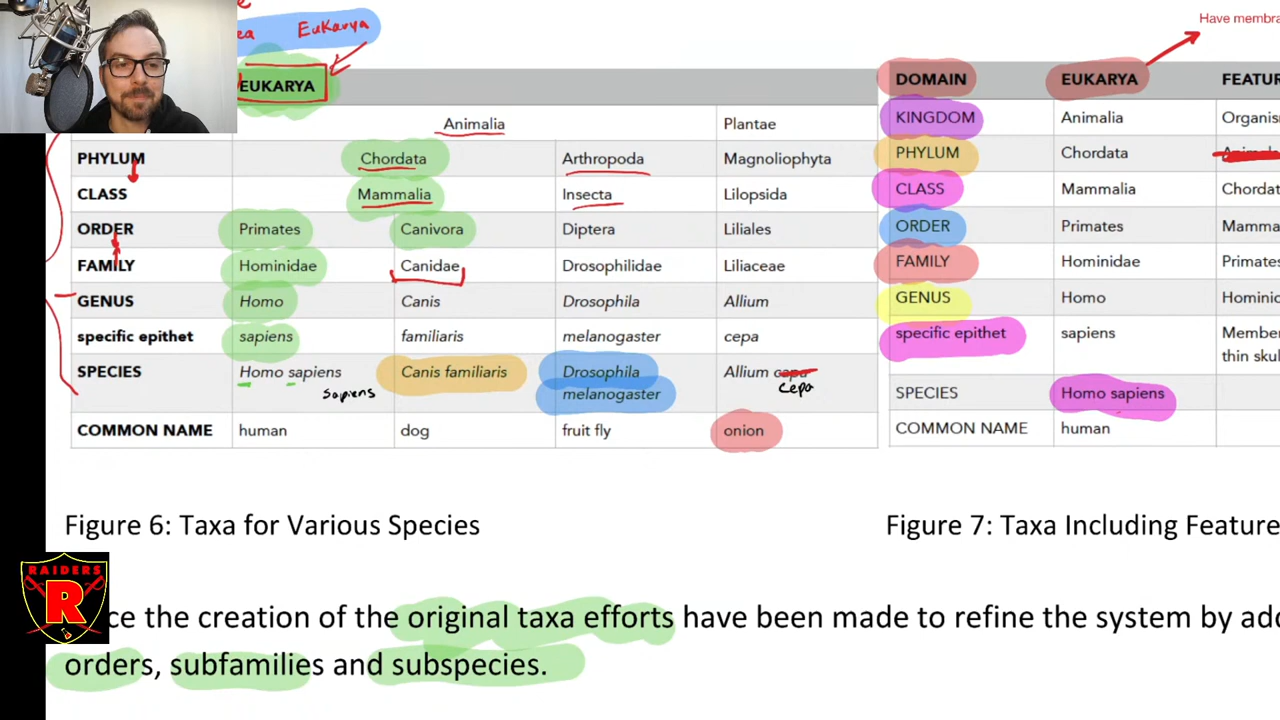 Eukarya
EUKARYA
Animalia Plantae
PHYLUM Chordata Arthropoda Magnoliophyta
CLASS Mammalia Insecta Lilopsida
ORDER Primates Canivora Diptera Liliales
FAMILY Hominidae Canidae Drosophilidae Liliaceae
GENUS Homo Canis Drosophila Allium
specific epithet sapiens familiaris melanogaster cepa
SPECIES Homo sapiens Canis familiaris Drosophila melanogaster Allium capa
sapiens cepa
COMMON NAME human dog fruit fly onion
Figure 6: Taxa for Various Species
Have membra
DOMAIN EUKARYA FEATUR
KINGDOM Animalia Organis
PHYLUM Chordata
CLASS Mammalia Chordat
ORDER Primates Mamma
FAMILY Hominidae Primates
GENUS Homo Hominid
specific epithet sapiens Member
thin skul
SPECIES Homo sapiens
COMMON NAME human
Figure 7: Taxa Including Feature
RAIDERS
R
ce the creation of the original taxa efforts have been made to refine the system by add
orders, subfamilies and subspecies.